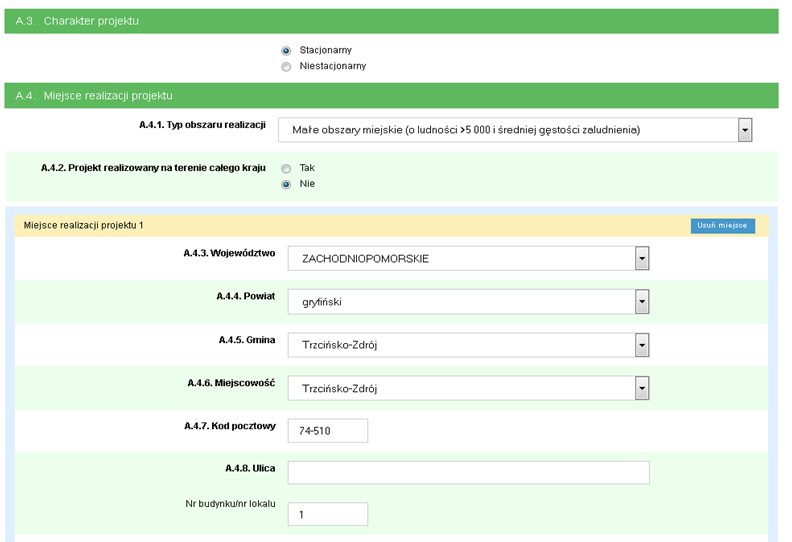 A.3. Charakter projektu
Stacjonarny
Niestacjonarny
A.4. Miejsce realizacji projektu
A.4.1. Typ obszaru realizacji
Małe obszary miejskie (o ludności >5 000 i średniej gęstości zaludnienia)
A.4.2. Projekt realizowany na terenie całego kraju
Tak
Nie
Miejsce realizacji projektu 1
Usuń miejsce
A.4.3. Województwo
ZACHODNIOPOMORSKIE
A.4.4. Powiat
gryfiński
A.4.5. Gmina
Trzcińsko-Zdrój
A.4.6. Miejscowość
Trzcińsko-Zdrój
A.4.7. Kod pocztowy
74-510
A.4.8. Ulica
Nr budynku/nr lokalu
1